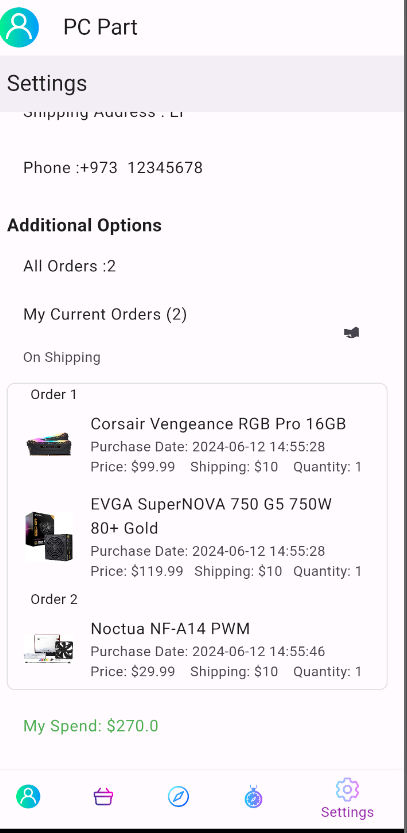 PC Part
Settings
Shipping Address :
Phone :+973 12345678
Additional Options
All Orders :2
My Current Orders (2)
On Shipping
Order 1
Corsair Vengeance RGB Pro 16GB
Purchase Date: 2024-06-12 14:55:28
Price: $99.99 Shipping: $10 Quantity: 1
EVGA SuperNOVA 750 G5 750W
80+ Gold
Purchase Date: 2024-06-12 14:55:28
Price: $119.99 Shipping: $10 Quantity: 1
Order 2
Noctua NF-A14 PWM
Purchase Date: 2024-06-12 14:55:46
Price: $29.99 Shipping: $10 Quantity: 1
My Spend: $270.0
Settings